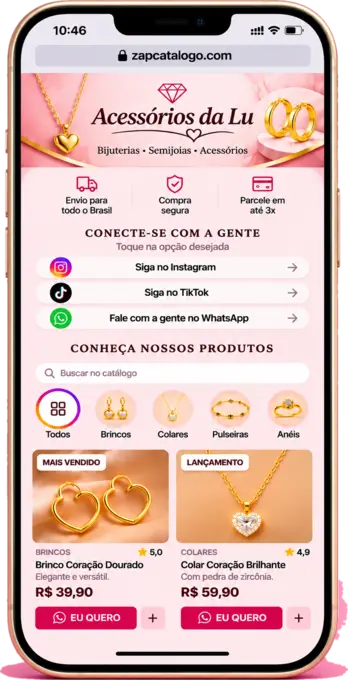 10:46
zapcatalogo.com
Acessórios da Lu
Bijuterias • Semijoias • Acessórios
Envio para
todo o Brasil
Compra
segura
Parcele em
até 3x
CONECTE-SE COM A GENTE
Toque na opção desejada
Siga no Instagram
Siga no TikTok
Fale com a gente no WhatsApp
CONHEÇA NOSSOS PRODUTOS
Buscar no catálogo
Todos
Brincos
Colares
Pulseiras
Anéis
MAIS VENDIDO
BRINCOS
5,0
Brinco Coração Dourado
Elegante e versátil.
R$ 39,90
EU QUERO
+
LANÇAMENTO
COLARES
4,9
Colar Coração Brilhante
Com pedra de zircônia.
R$ 59,90
EU QUERO
+